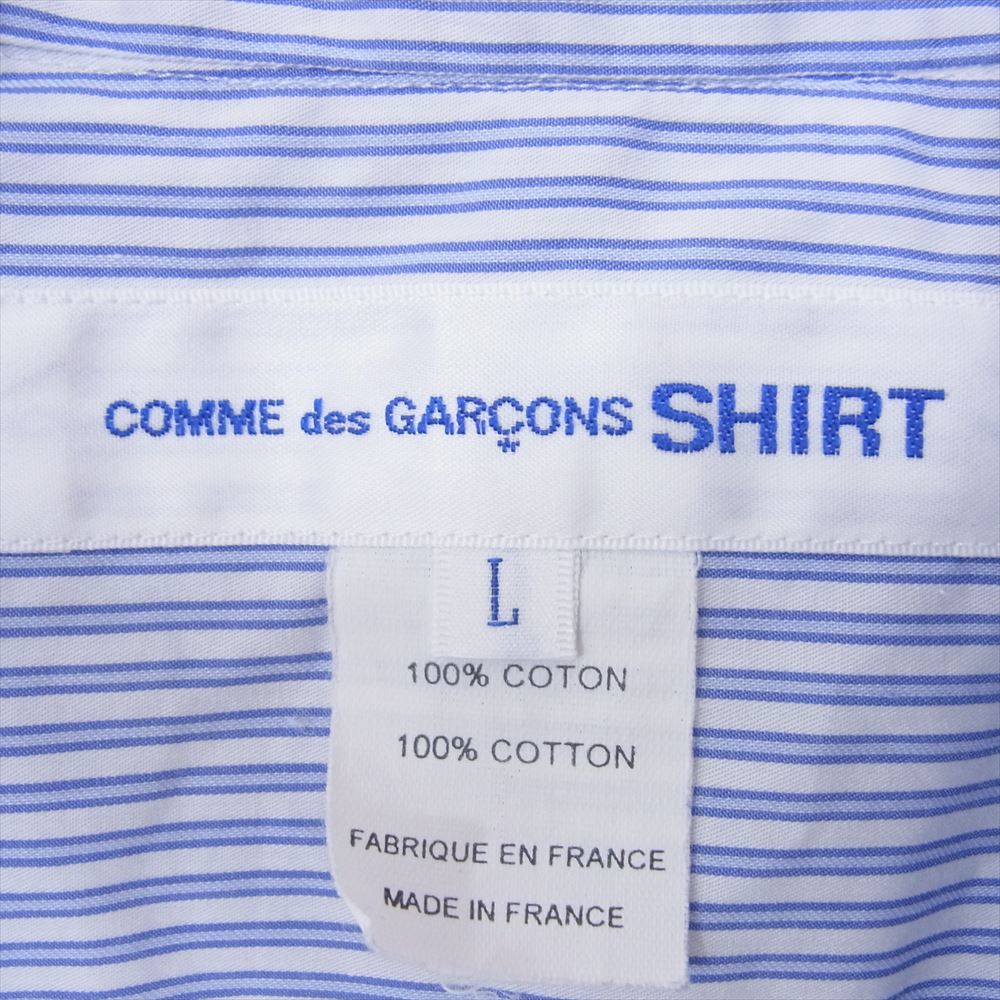 COMME des GARÇONS SHIRT
L
100% COTON
100% COTTON
FABRIQUE EN FRANCE
MADE IN FRANCE